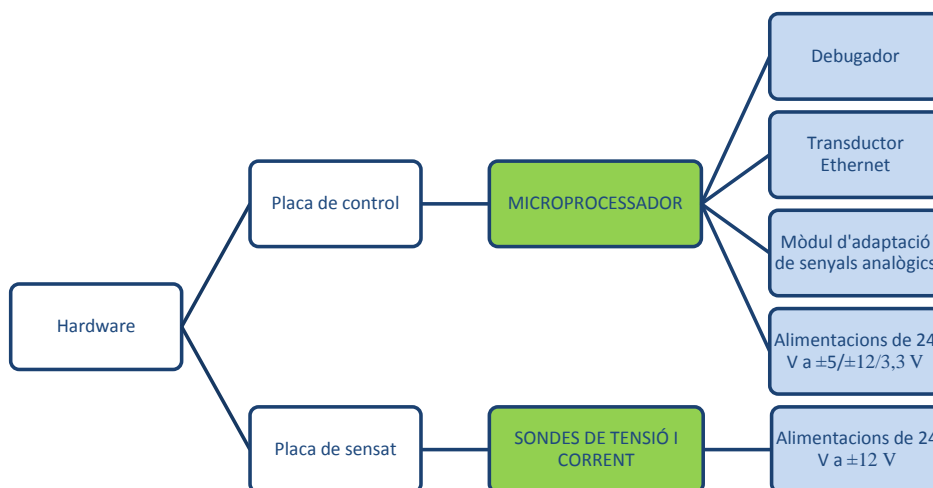 Debugador
Transductor
Ethernet
Placa de control
MICROPROCESSADOR
Mòdul d'adaptació
de senyals analògics
Hardware
Alimentacions de 24
V a ±5/±12/3,3 V
Placa de sensat
SONDES DE TENSIÓ I
CORRENT
Alimentacions de 24
V a ±12 V